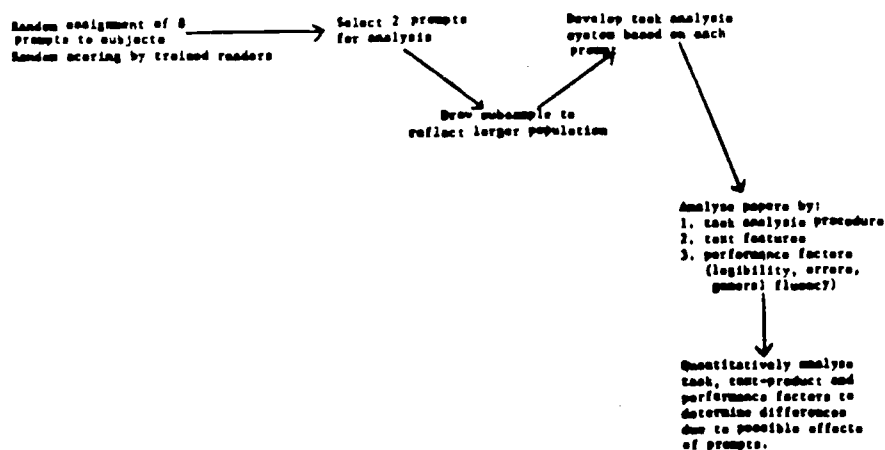 Random assignment of 8
Prompts to subjects
Random scoring by trained readers
Select 2 prompts
for analysis
Draw subsample to
reflect larger population
Develop task analysis
system based on each
prompt
Analyse papers by:
1. task analysis procedure
2. text features
3. performance factors
(legibility, errors,
general fluency)
Quantitatively analyse
task, text-product and
performance factors to
determine differences
due to possible effects
of prompts.